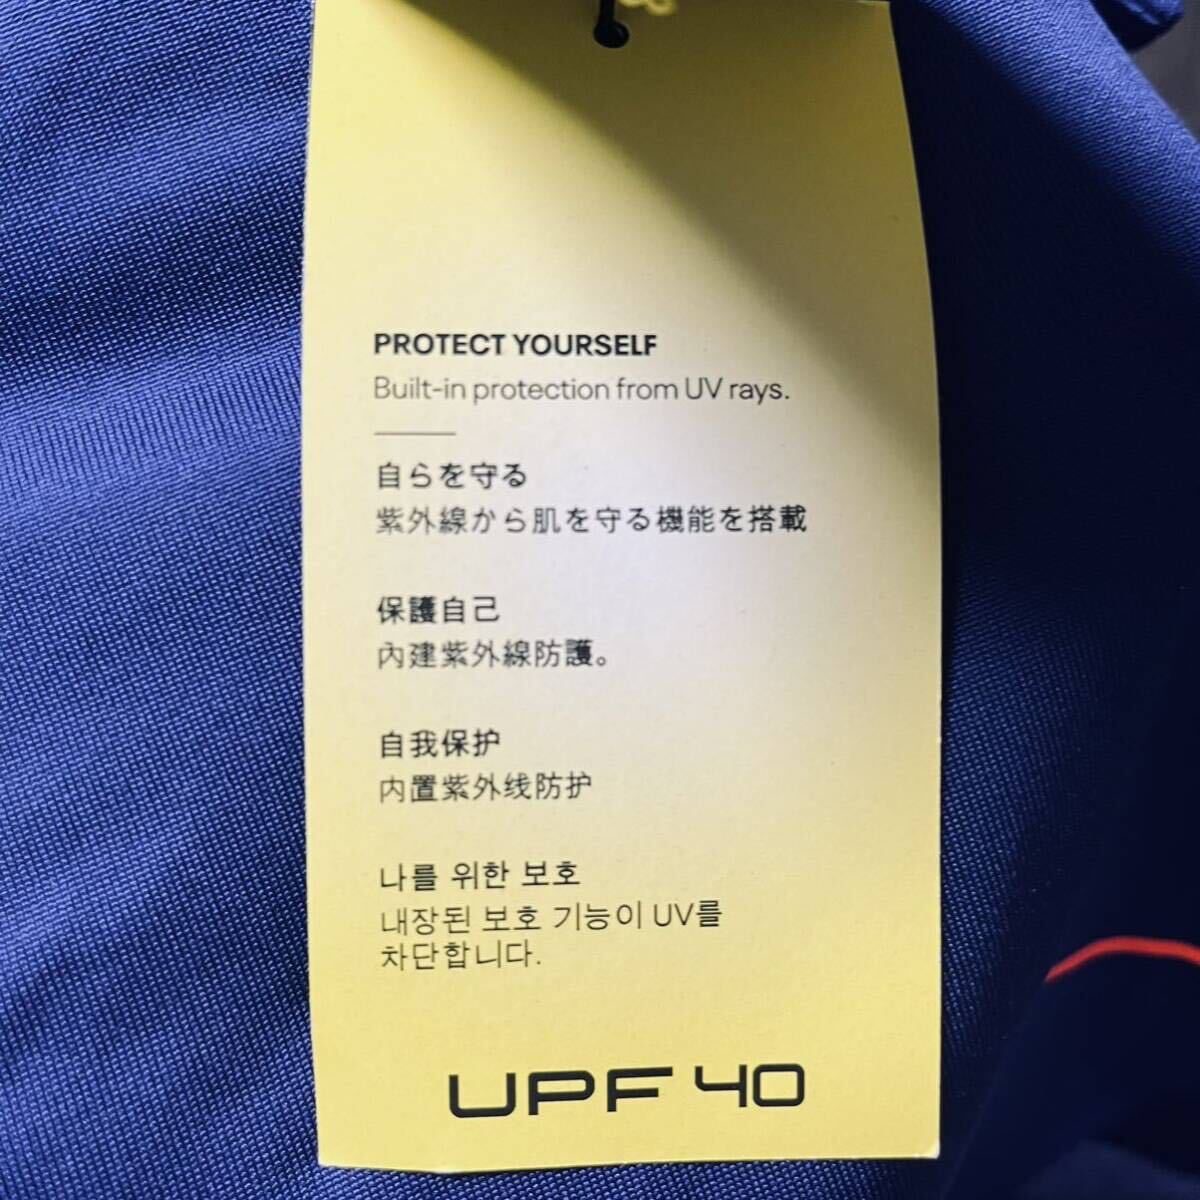 PROTECT YOURSELF
Built-in protection from UV rays.
自らを守る
紫外線から肌を守る機能を搭載
保護自己
內建紫外線防護。
自我保护
内置紫外线防护
나를 위한 보호
내장된 보호 기능이 UV를
차단합니다.
UPF 40